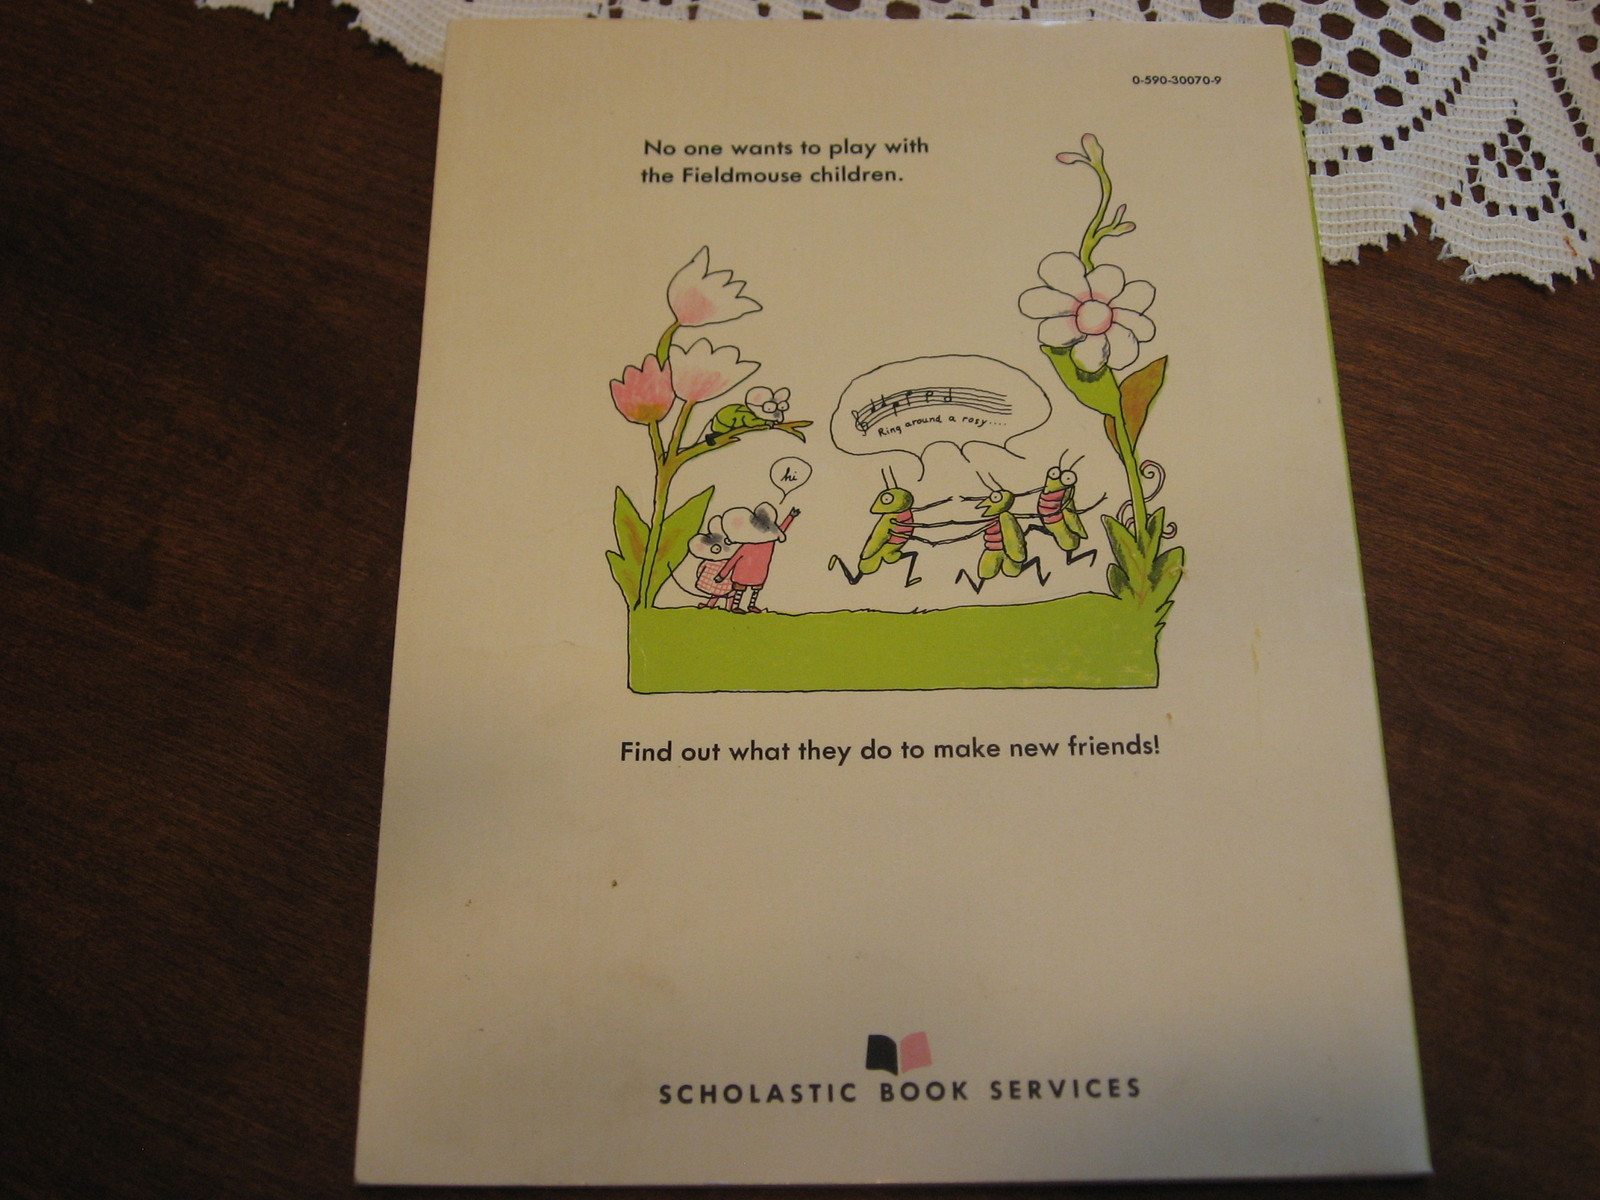 0-590-30070-9
No one wants to play with
the Fieldmouse children.
Ring around a rosy....
hi
Find out what they do to make new friends!
SCHOLASTIC BOOK SERVICES